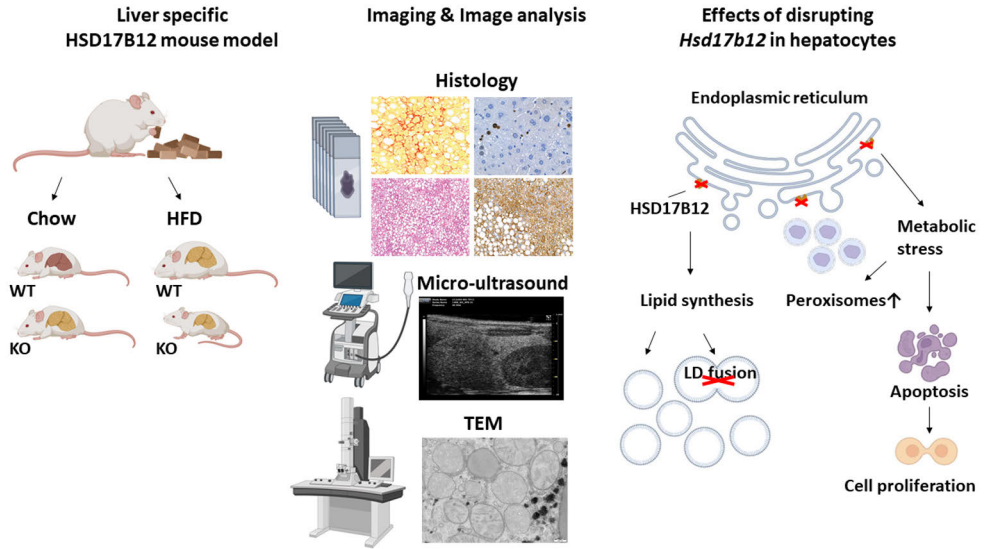 Liver specific
HSD17B12 mouse model
Chow
HFD
WT
WT
KO
KO
Imaging & Image analysis
Histology
Micro-ultrasound
TEM
Effects of disrupting
Hsd17b12 in hepatocytes
Endoplasmic reticulum
HSD17B12
Metabolic
stress
Lipid synthesis
Peroxisomes↑
LD fusion
Apoptosis
Cell proliferation